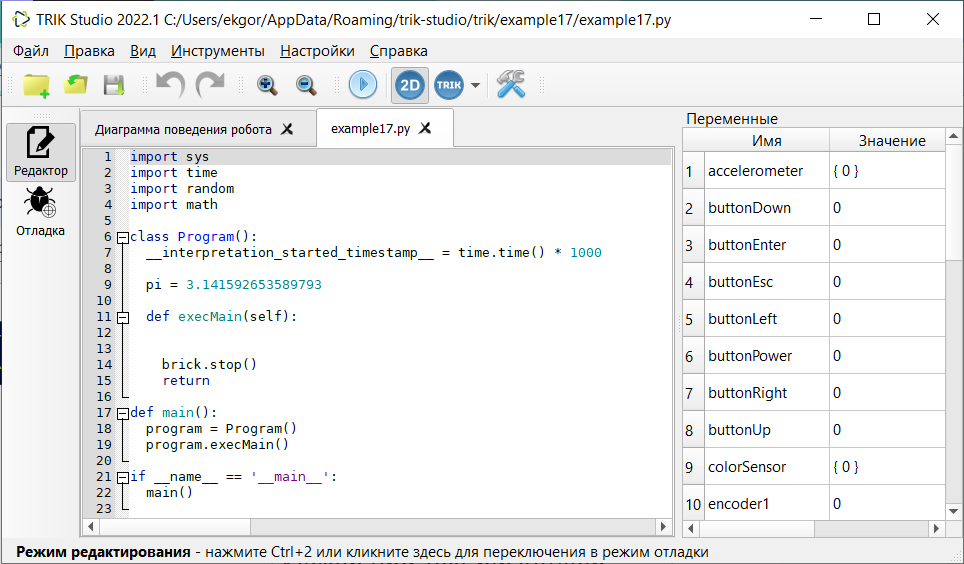 TRIK Studio 2022.1 C:/Users/ekgor/AppData/Roaming/trik-studio/trik/example17/example17.py
Файл Правка Вид Инструменты Настройки Справка
2D TRIK
Редактор
Отладка
Диаграмма поведения робота
example17.py
1 import sys
2 import time
3 import random
4 import math
5
6 class Program():
7 __interpretation_started_timestamp__ = time.time() * 1000
8
9 pi = 3.141592653589793
10
11 def execMain(self):
12
13
14 brick.stop()
15 return
16
17 def main():
18 program = Program()
19 program.execMain()
20
21 if __name__ == '__main__':
22 main()
23
Переменные
Имя Значение
1 accelerometer { 0 }
2 buttonDown 0
3 buttonEnter 0
4 buttonEsc 0
5 buttonLeft 0
6 buttonPower 0
7 buttonRight 0
8 buttonUp 0
9 colorSensor { 0 }
10 encoder1 0
Режим редактирования - нажмите Ctrl+2 или кликните здесь для переключения в режим отладки